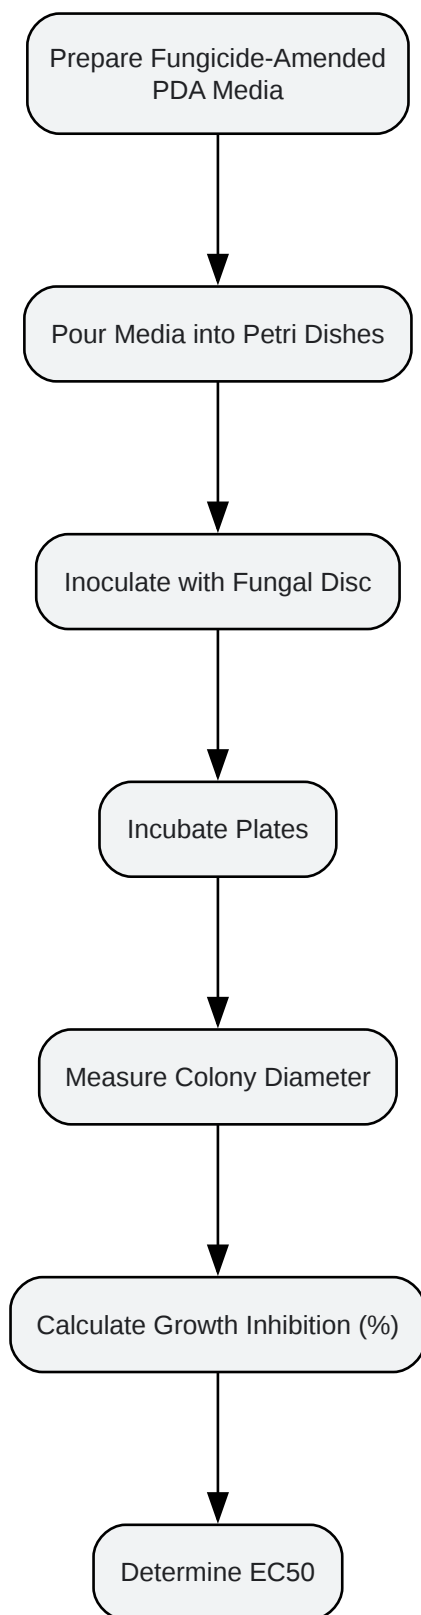 Prepare Fungicide-Amended
PDA Media
Pour Media into Petri Dishes
Inoculate with Fungal Disc
Incubate Plates
Measure Colony Diameter
Calculate Growth Inhibition (%)
Determine EC50